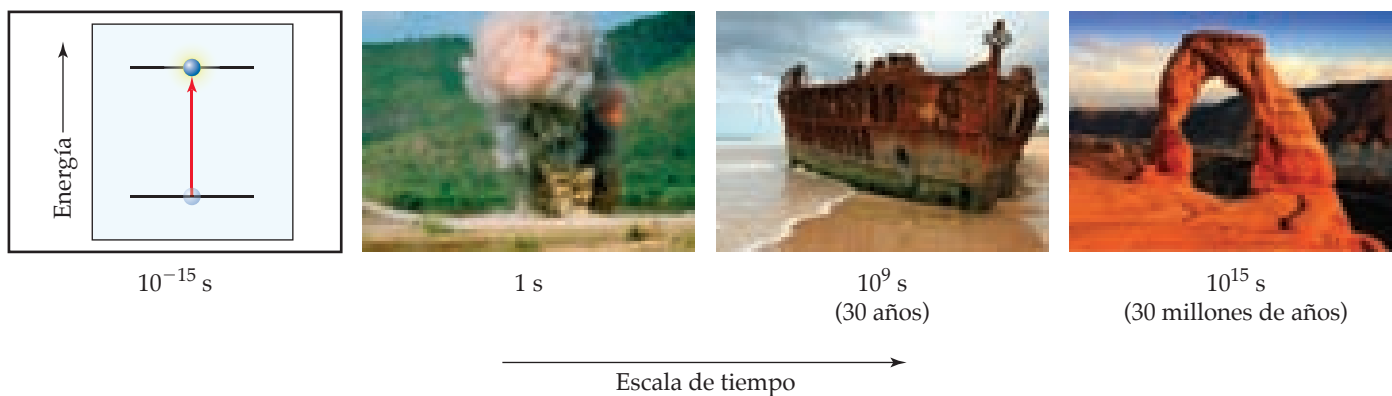 Energía
10⁻¹⁵ s
1 s
10⁹ s
(30 años)
10¹⁵ s
(30 millones de años)
Escala de tiempo